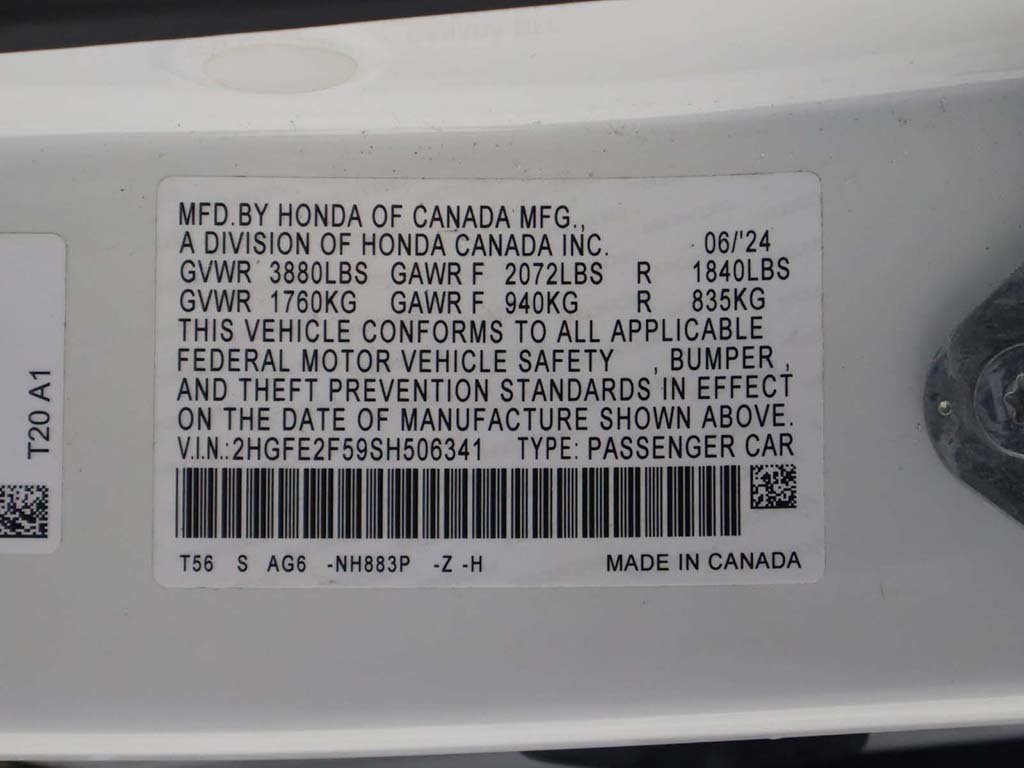 MFD.BY HONDA OF CANADA MFG.,
A DIVISION OF HONDA CANADA INC. 06/'24
GVWR 3880LBS GAWR F 2072LBS R 1840LBS
GVWR 1760KG GAWR F 940KG R 835KG
THIS VEHICLE CONFORMS TO ALL APPLICABLE
FEDERAL MOTOR VEHICLE SAFETY , BUMPER ,
AND THEFT PREVENTION STANDARDS IN EFFECT
ON THE DATE OF MANUFACTURE SHOWN ABOVE.
V.I.N.:2HGFE2F59SH506341 TYPE: PASSENGER CAR
T56 S AG6 -NH883P -Z -H MADE IN CANADA
T20 A1